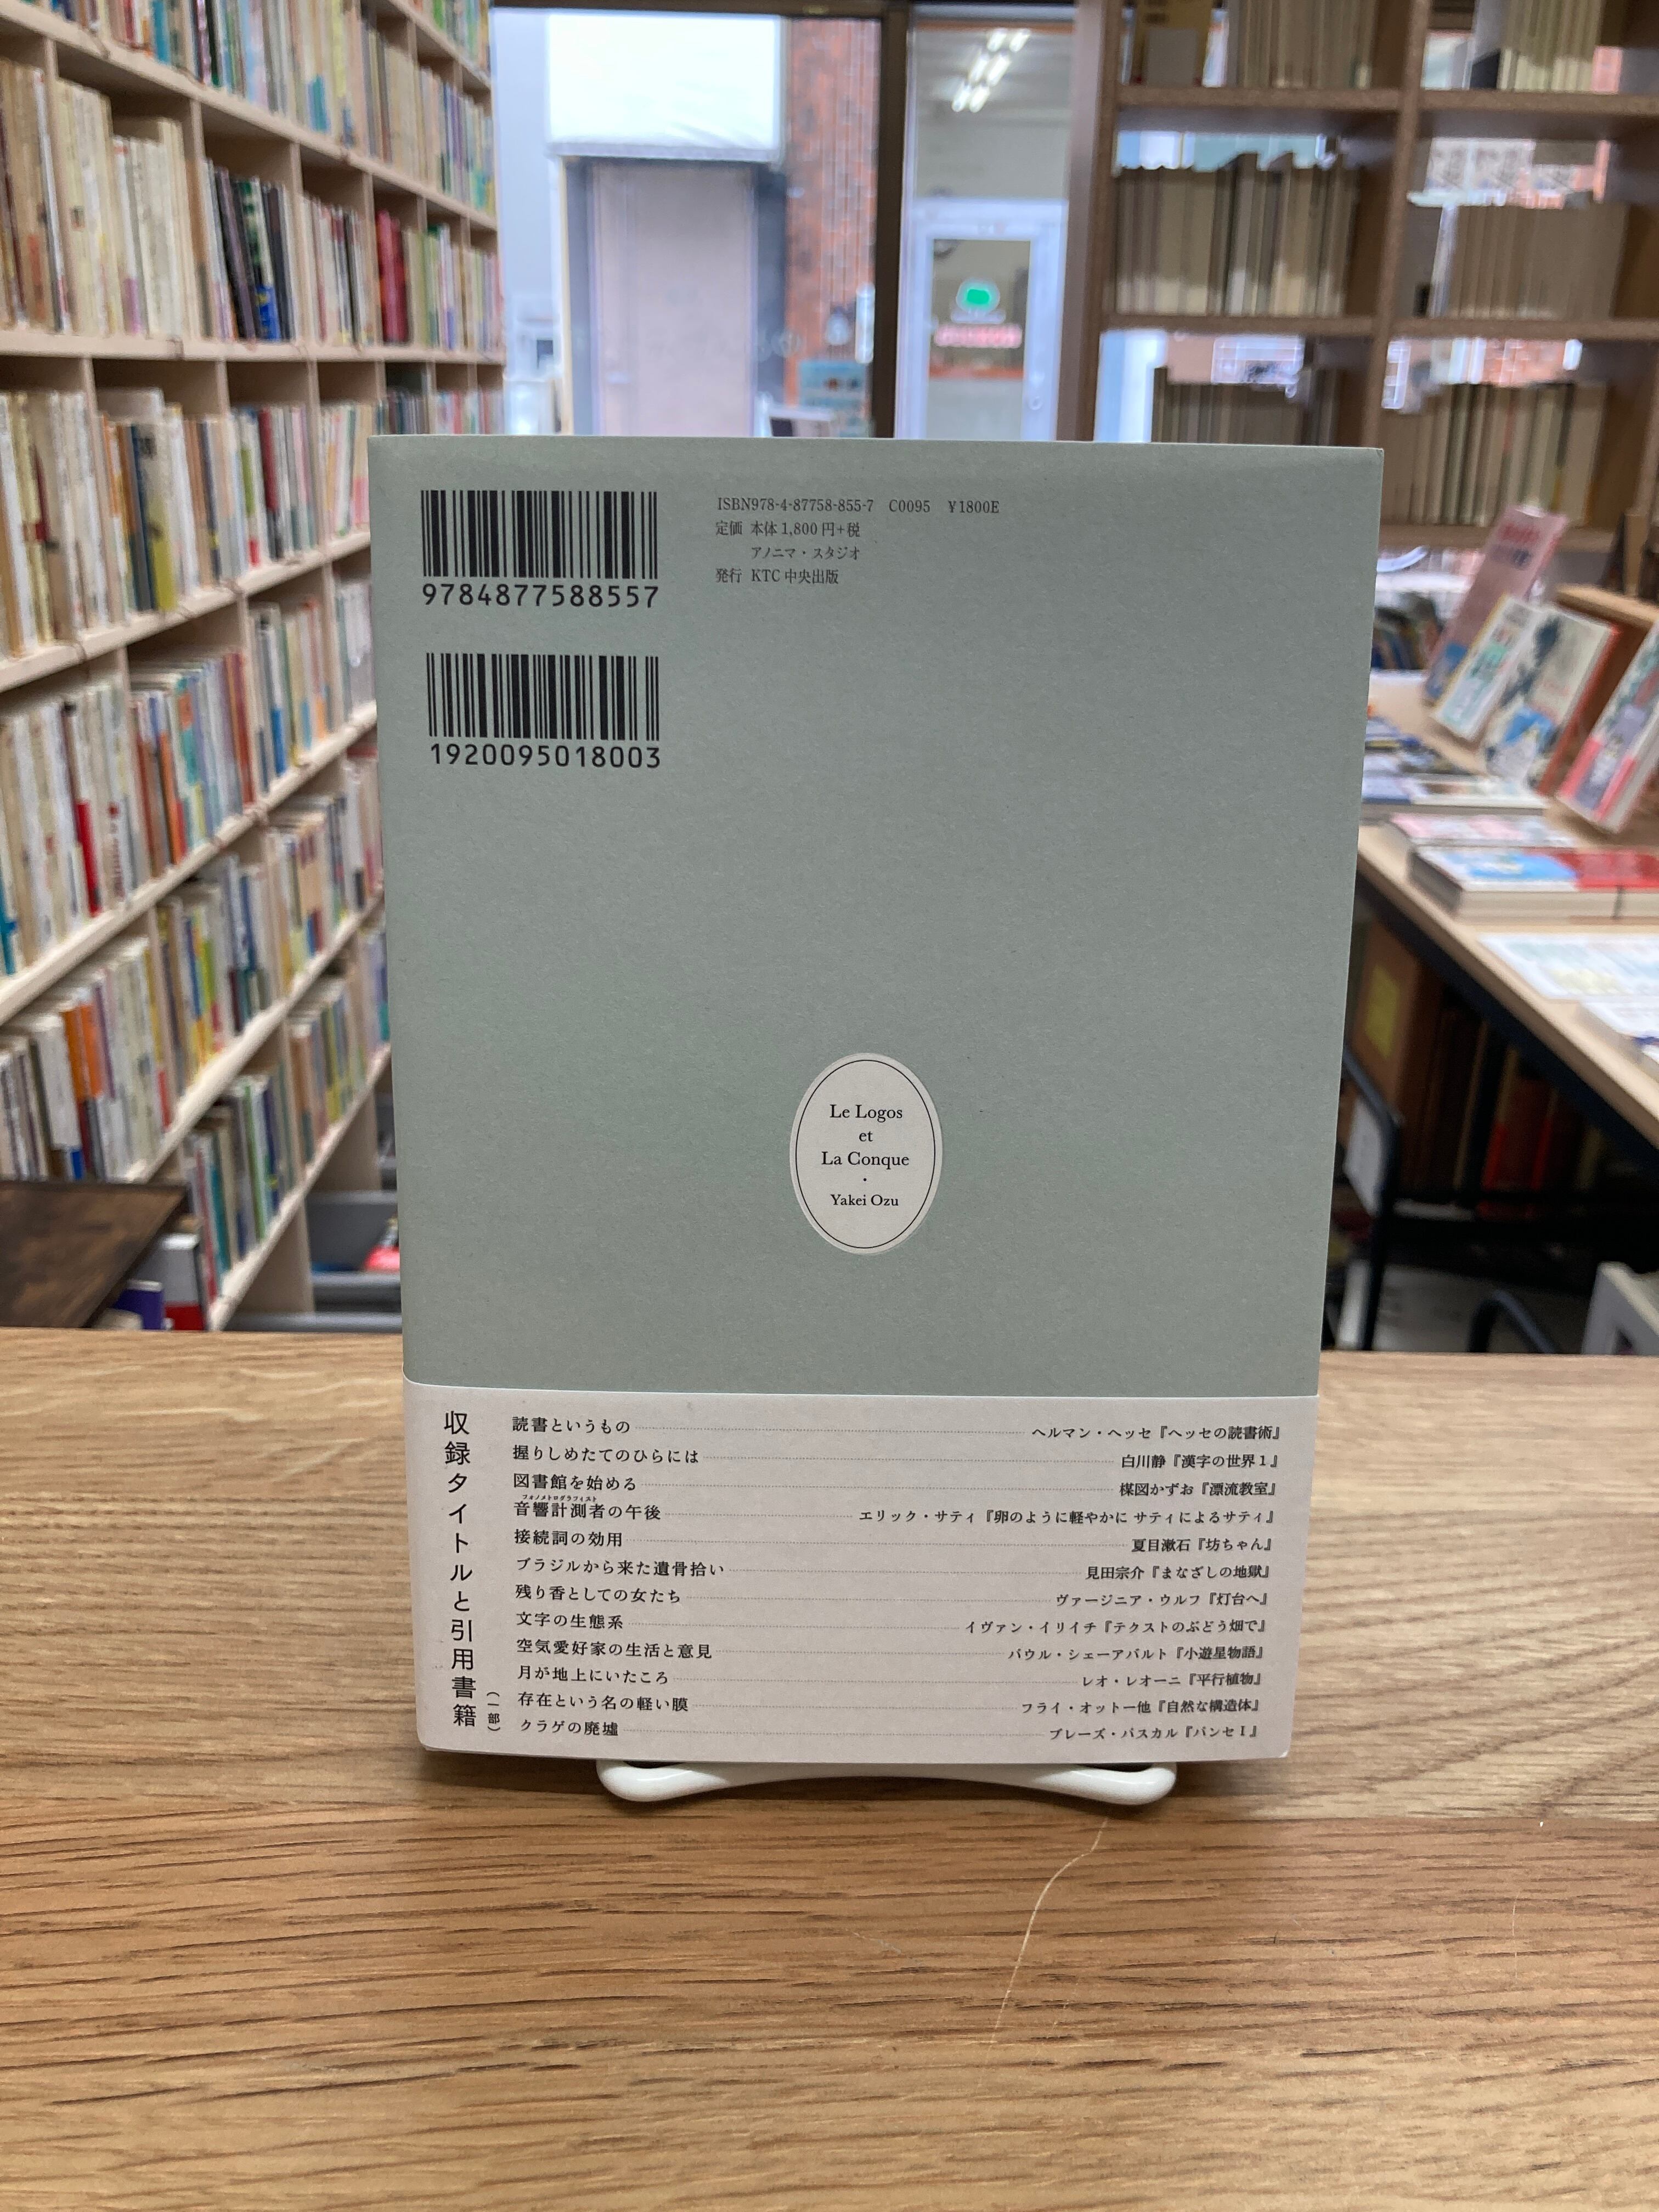 9784877588557
1920095018003
ISBN978-4-87758-855-7 C0095 ¥1800E
定価 本体1,800円+税
アノニマ・スタジオ
発行 KTC中央出版
Le Logos
et
La Conque
・
Yakei Ozu
収録タイトルと引用書籍(一部)
読書というもの ヘルマン・ヘッセ『ヘッセの読書術』
握りしめたてのひらには 白川静『漢字の世界1』
図書館を始める 楳図かずお『漂流教室』
フォノメトログラフィスト
音響計測者の午後 エリック・サティ『卵のように軽やかに サティによるサティ』
接続詞の効用 夏目漱石『坊ちゃん』
ブラジルから来た遺骨拾い 見田宗介『まなざしの地獄』
残り香としての女たち ヴァージニア・ウルフ『灯台へ』
文字の生態系 イヴァン・イリイチ『テクストのぶどう畑で』
空気愛好家の生活と意見 パウル・シェーアバルト『小遊星物語』
月が地上にいたころ レオ・レオーニ『平行植物』
存在という名の軽い膜 フライ・オットー他『自然な構造体』
クラゲの廃墟 ブレーズ・パスカル『パンセI』